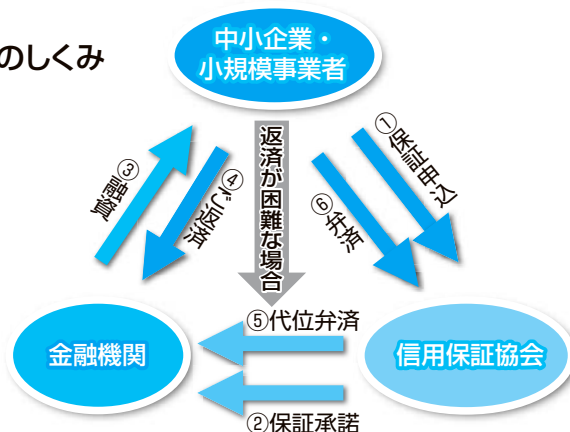 のしくみ
中小企業・
小規模事業者
①保証申込
③融資
④ご返済
返済が困難な場合
⑥弁済
⑤代位弁済
金融機関
信用保証協会
②保証承諾